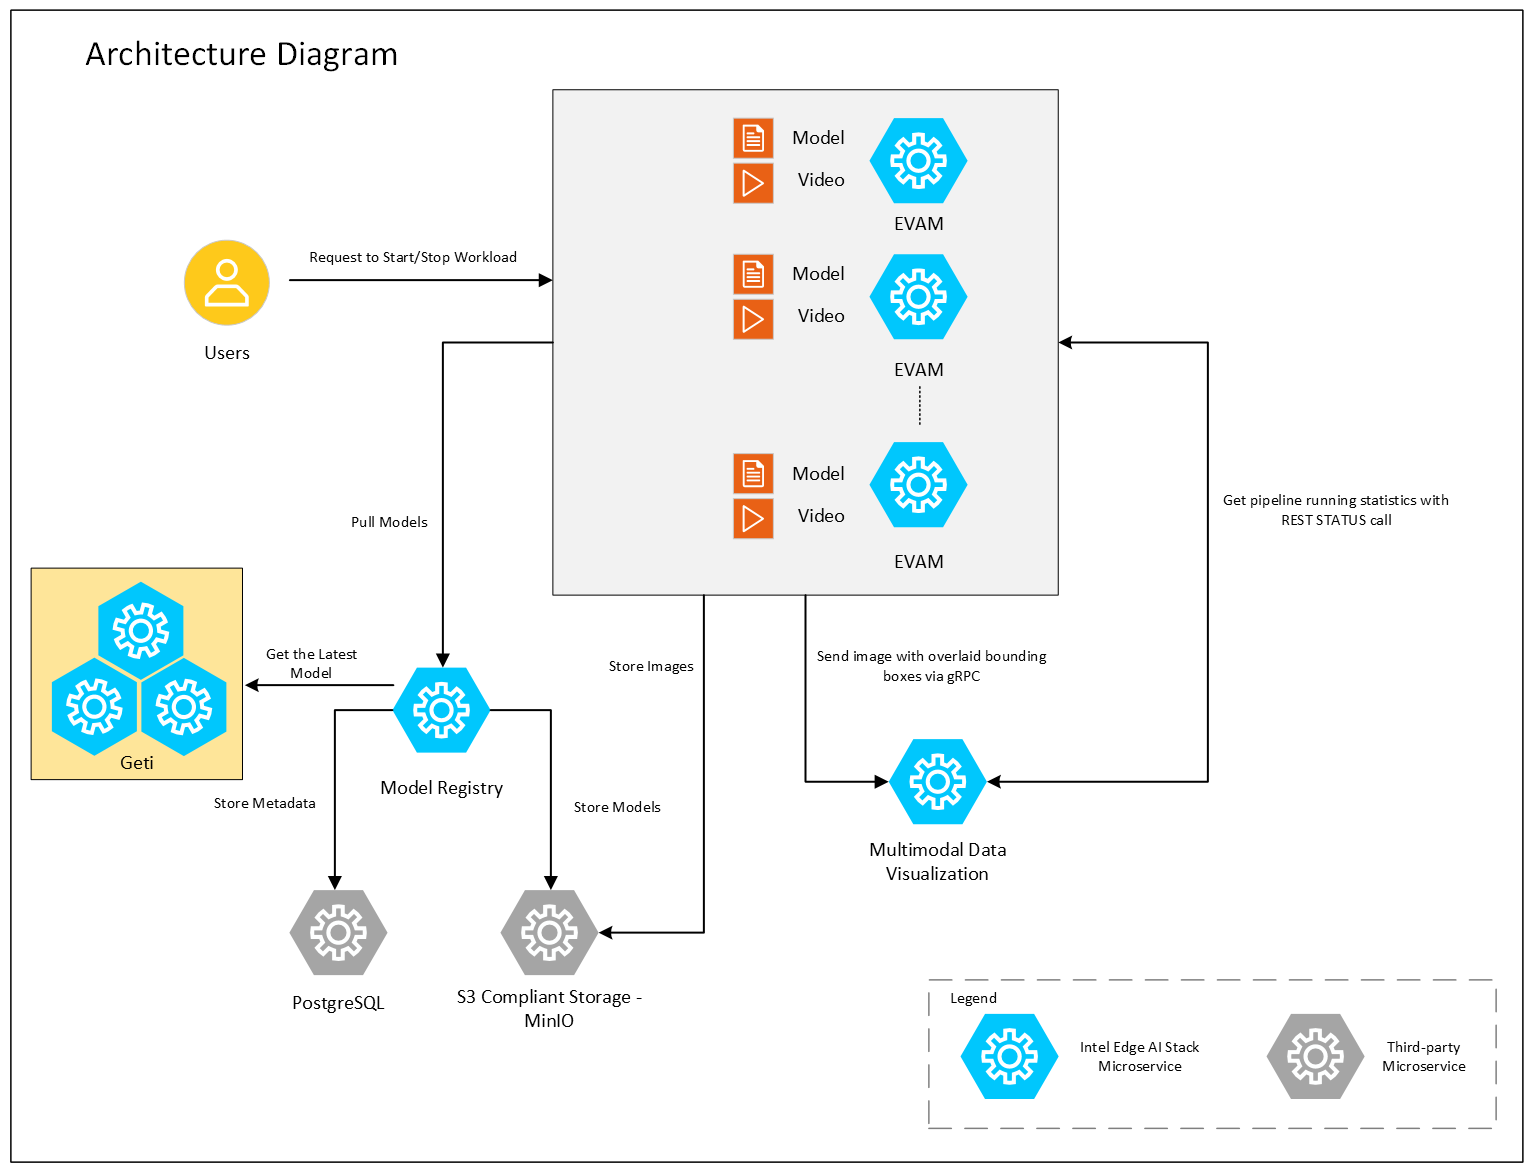 Architecture Diagram
Model
Video
EVAM
Request to Start/Stop Workload
Users
Model
Video
EVAM
Model
Video
EVAM
Pull Models
Get pipeline running statistics with
REST STATUS call
Get the Latest
Model
Store Images
Send image with overlaid bounding
boxes via gRPC
Geti
Model Registry
Store Metadata
Store Models
Multimodal Data
Visualization
PostgreSQL
S3 Compliant Storage -
MinIO
Legend
Intel Edge AI Stack
Microservice
Third-party
Microservice